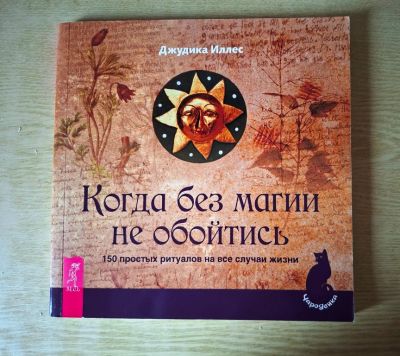 Джудика Иллес
Когда без магии
не обойтись
150 простых ритуалов на все случаи жизни
Чародейка